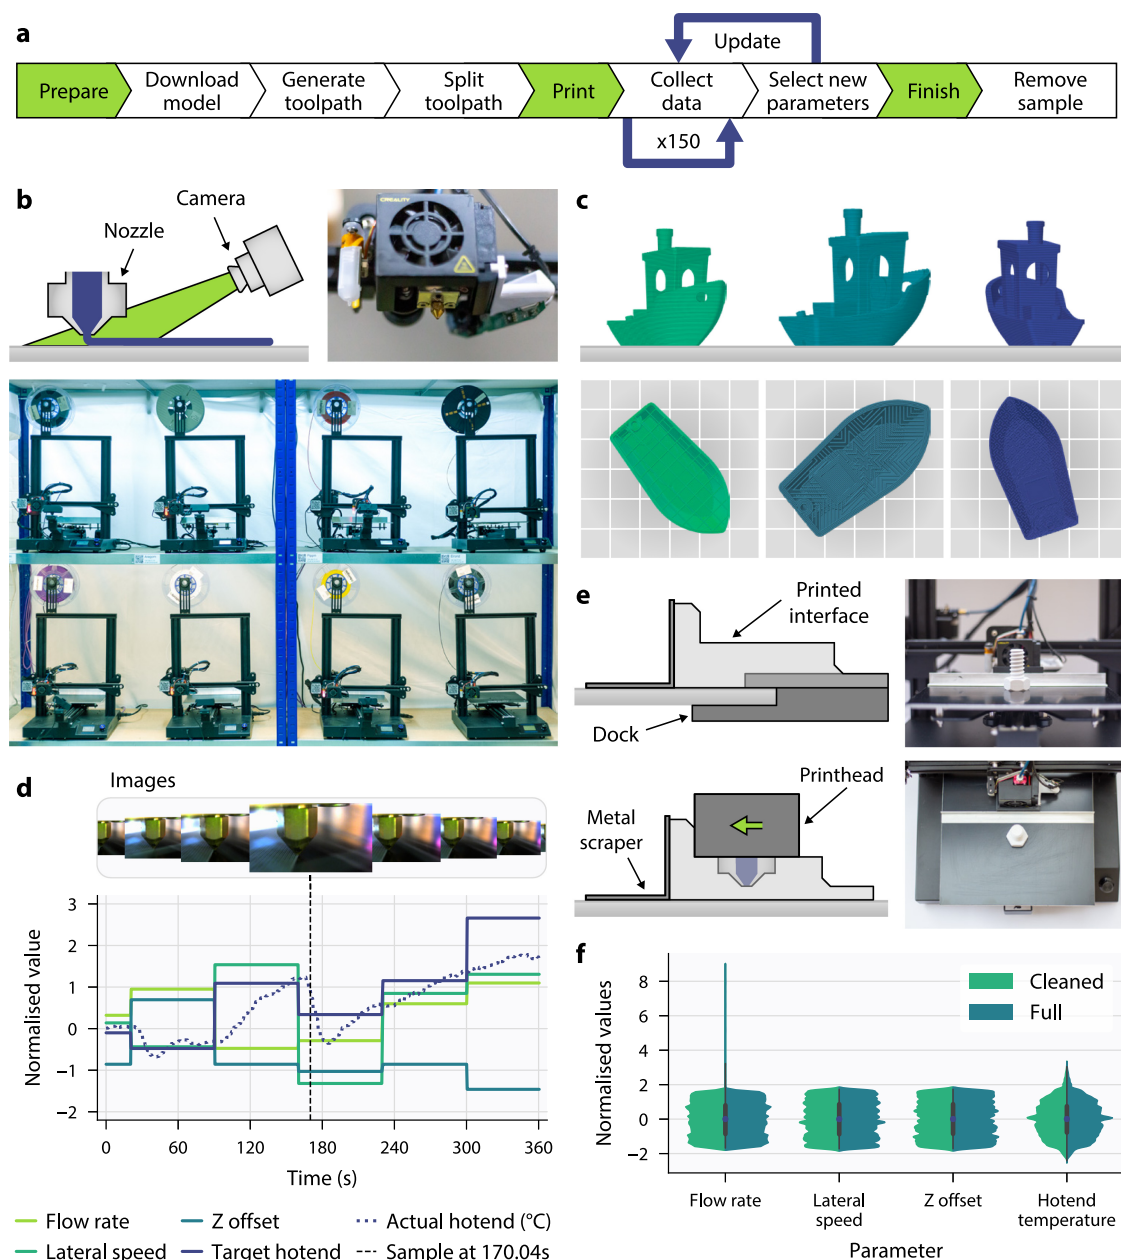 a
Update
Prepare
Download
model
Generate
toolpath
Split
toolpath
Print
Collect
data
Select new
parameters
Finish
Remove
sample
x150
b
Camera
Nozzle
CREALITY
c
e
Printed
interface
Dock
Printhead
Metal
scraper
d
Images
3
2
1
0
−1
−2
Normalised value
0
60
120
180
240
300
360
Time (s)
Flow rate
Z offset
Actual hotend (°C)
Lateral speed
Target hotend
Sample at 170.04s
f
Cleaned
Full
8
6
4
2
0
−2
Normalised values
Flow rate
Lateral
speed
Z offset
Hotend
temperature
Parameter